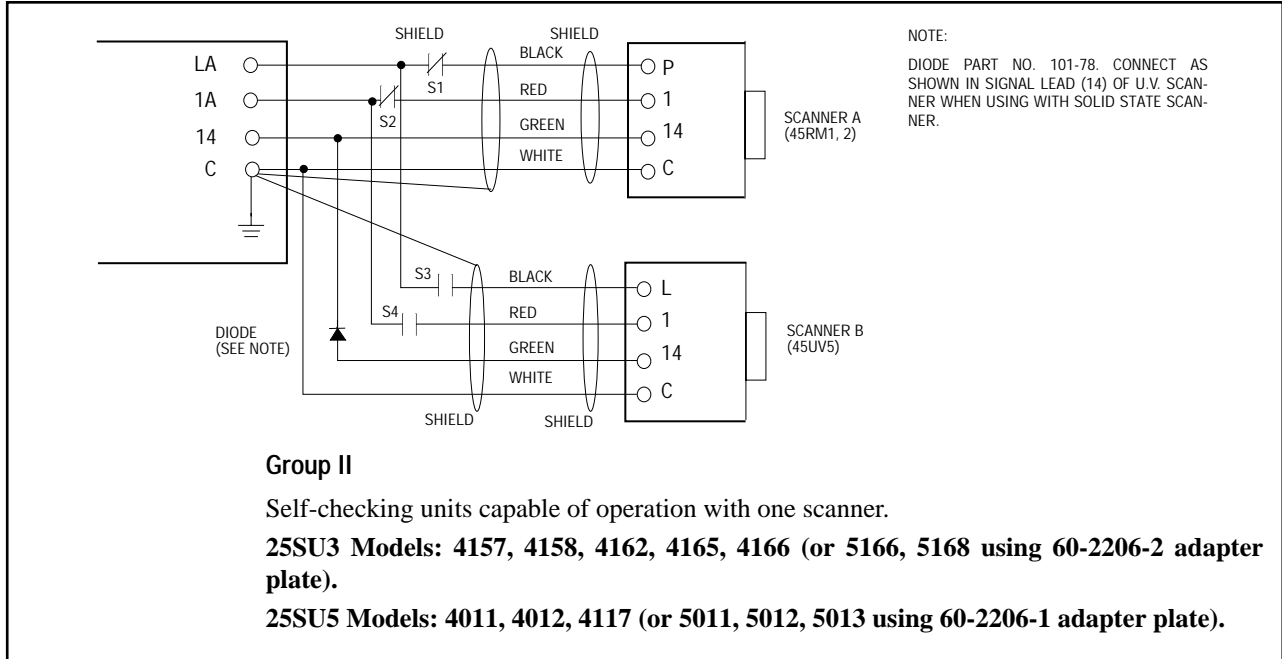 SHIELD
SHIELD
LA
BLACK
P
S1
1A
RED
1
S2
14
GREEN
14
WHITE
C
C
SCANNER A
(45RM1, 2)
NOTE:
DIODE PART NO. 101-78. CONNECT AS
SHOWN IN SIGNAL LEAD (14) OF U.V. SCAN-
NER WHEN USING WITH SOLID STATE SCAN-
NER.
S3
BLACK
L
S4
RED
1
DIODE
(SEE NOTE)
GREEN
14
WHITE
C
SCANNER B
(45UV5)
SHIELD
SHIELD
Group II
Self-checking units capable of operation with one scanner.
25SU3 Models: 4157, 4158, 4162, 4165, 4166 (or 5166, 5168 using 60-2206-2 adapter
plate).
25SU5 Models: 4011, 4012, 4117 (or 5011, 5012, 5013 using 60-2206-1 adapter plate).